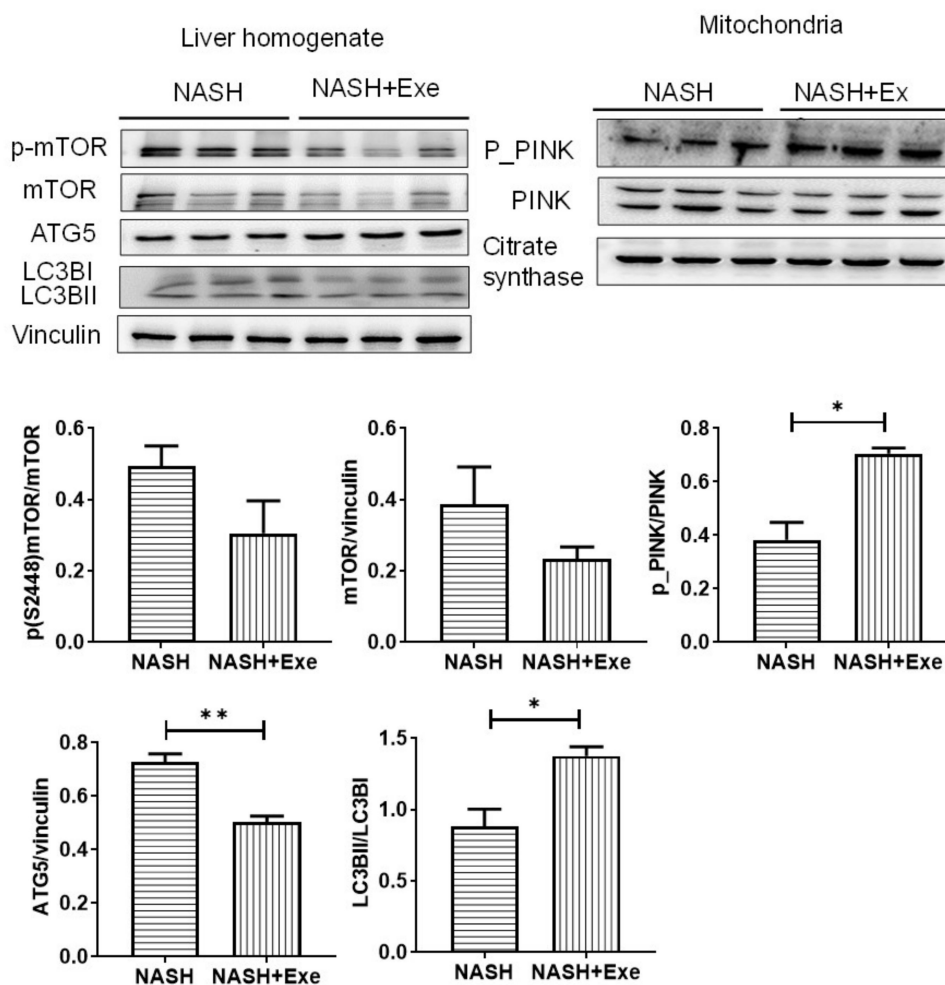 Liver homogenate
Mitochondria
NASH
NASH+Exe
NASH
NASH+Ex
p-mTOR
mTOR
ATG5
LC3BI
LC3BII
Vinculin
P_PINK
PINK
Citrate
synthase
p(S2448)mTOR/mTOR
0.6
0.4
0.2
0.0
NASH
NASH+Exe
mTOR/vinculin
0.6
0.4
0.2
0.0
NASH
NASH+Exe
p_PINK/PINK
0.8
0.6
0.4
0.2
0.0
*
NASH
NASH+Exe
ATG5/vinculin
0.8
0.6
0.4
0.2
0.0
**
NASH
NASH+Exe
LC3BII/LC3BI
1.5
1.0
0.5
0.0
*
NASH
NASH+Exe